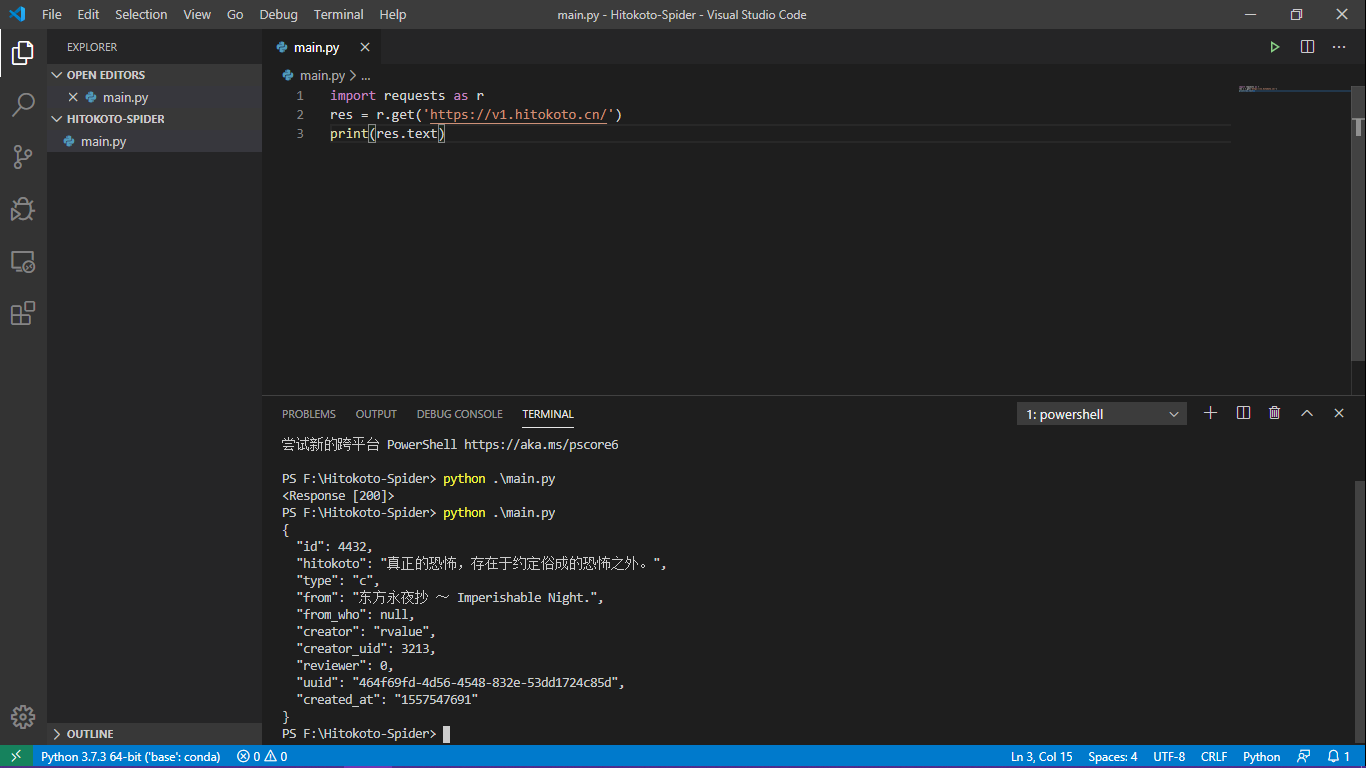 File Edit Selection View Go Debug Terminal Help
main.py - Hitokoto-Spider - Visual Studio Code
EXPLORER
OPEN EDITORS
main.py
HITOKOTO-SPIDER
main.py
OUTLINE
main.py
main.py > ...
1 import requests as r
2 res = r.get('https://v1.hitokoto.cn/')
3 print(res.text)
PROBLEMS OUTPUT DEBUG CONSOLE TERMINAL
1: powershell
尝试新的跨平台 PowerShell https://aka.ms/pscore6
PS F:\Hitokoto-Spider> python .\main.py
<Response [200]>
PS F:\Hitokoto-Spider> python .\main.py
{
"id": 4432,
"hitokoto": "真正的恐怖，存在于约定俗成的恐怖之外。",
"type": "c",
"from": "东方永夜抄 ～ Imperishable Night.",
"from_who": null,
"creator": "rvalue",
"creator_uid": 3213,
"reviewer": 0,
"uuid": "464f69fd-4d56-4548-832e-53dd1724c85d",
"created_at": "1557547691"
}
PS F:\Hitokoto-Spider>
Python 3.7.3 64-bit ('base': conda) 0 0 Ln 3, Col 15 Spaces: 4 UTF-8 CRLF Python 1